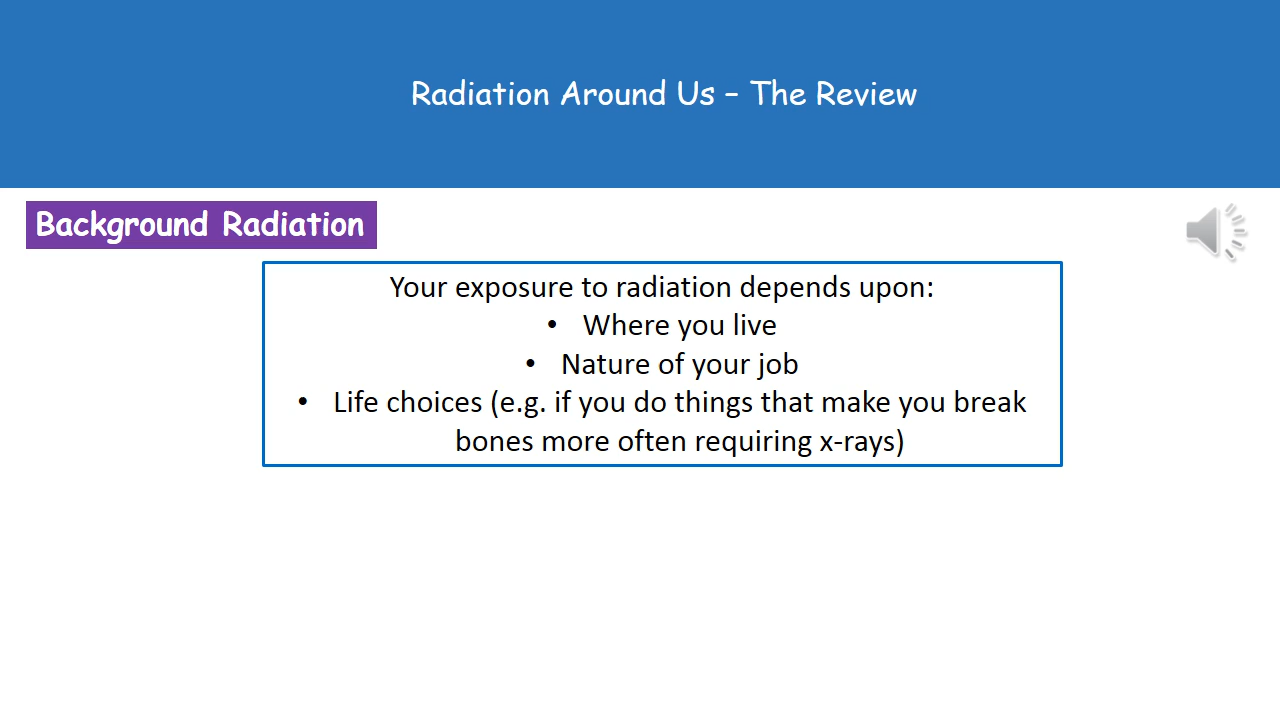 Radiation Around Us – The Review
Background Radiation
Your exposure to radiation depends upon:
• Where you live
• Nature of your job
• Life choices (e.g. if you do things that make you break
bones more often requiring x-rays)